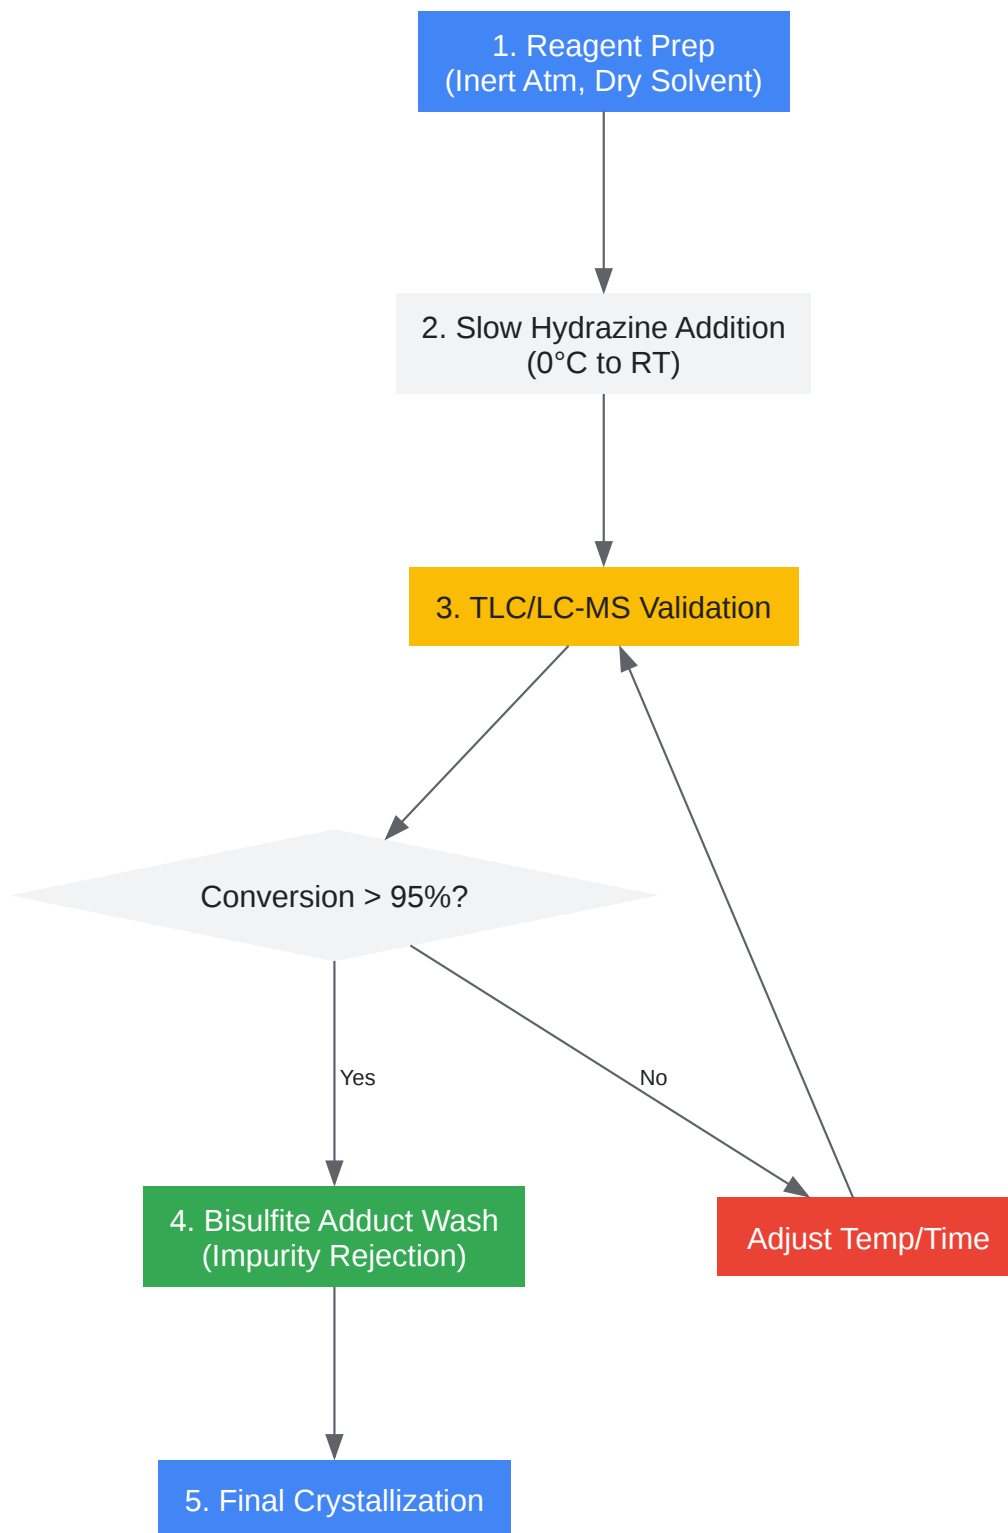 1. Reagent Prep
(Inert Atm, Dry Solvent)
2. Slow Hydrazine Addition
(0°C to RT)
3. TLC/LC-MS Validation
Conversion > 95%?
Yes
No
4. Bisulfite Adduct Wash
(Impurity Rejection)
Adjust Temp/Time
5. Final Crystallization